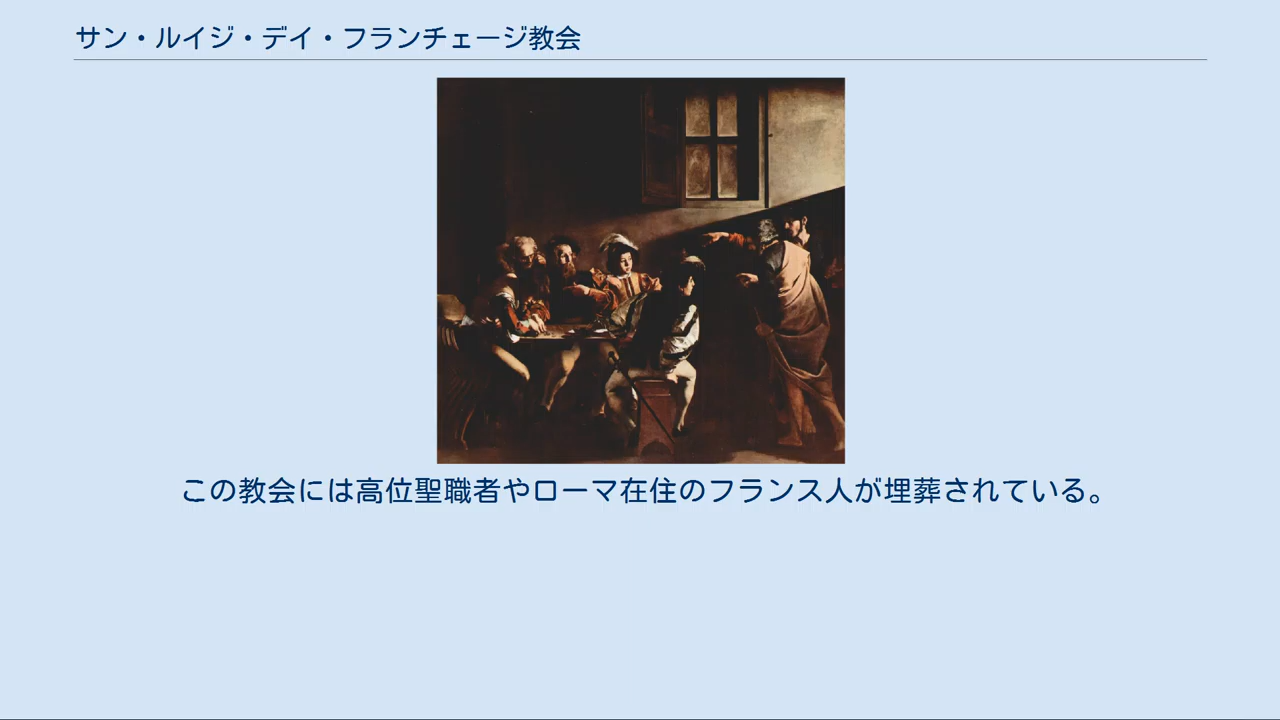 サン・ルイジ・デイ・フランチェージ教会
この教会には高位聖職者やローマ在住のフランス人が埋葬されている。